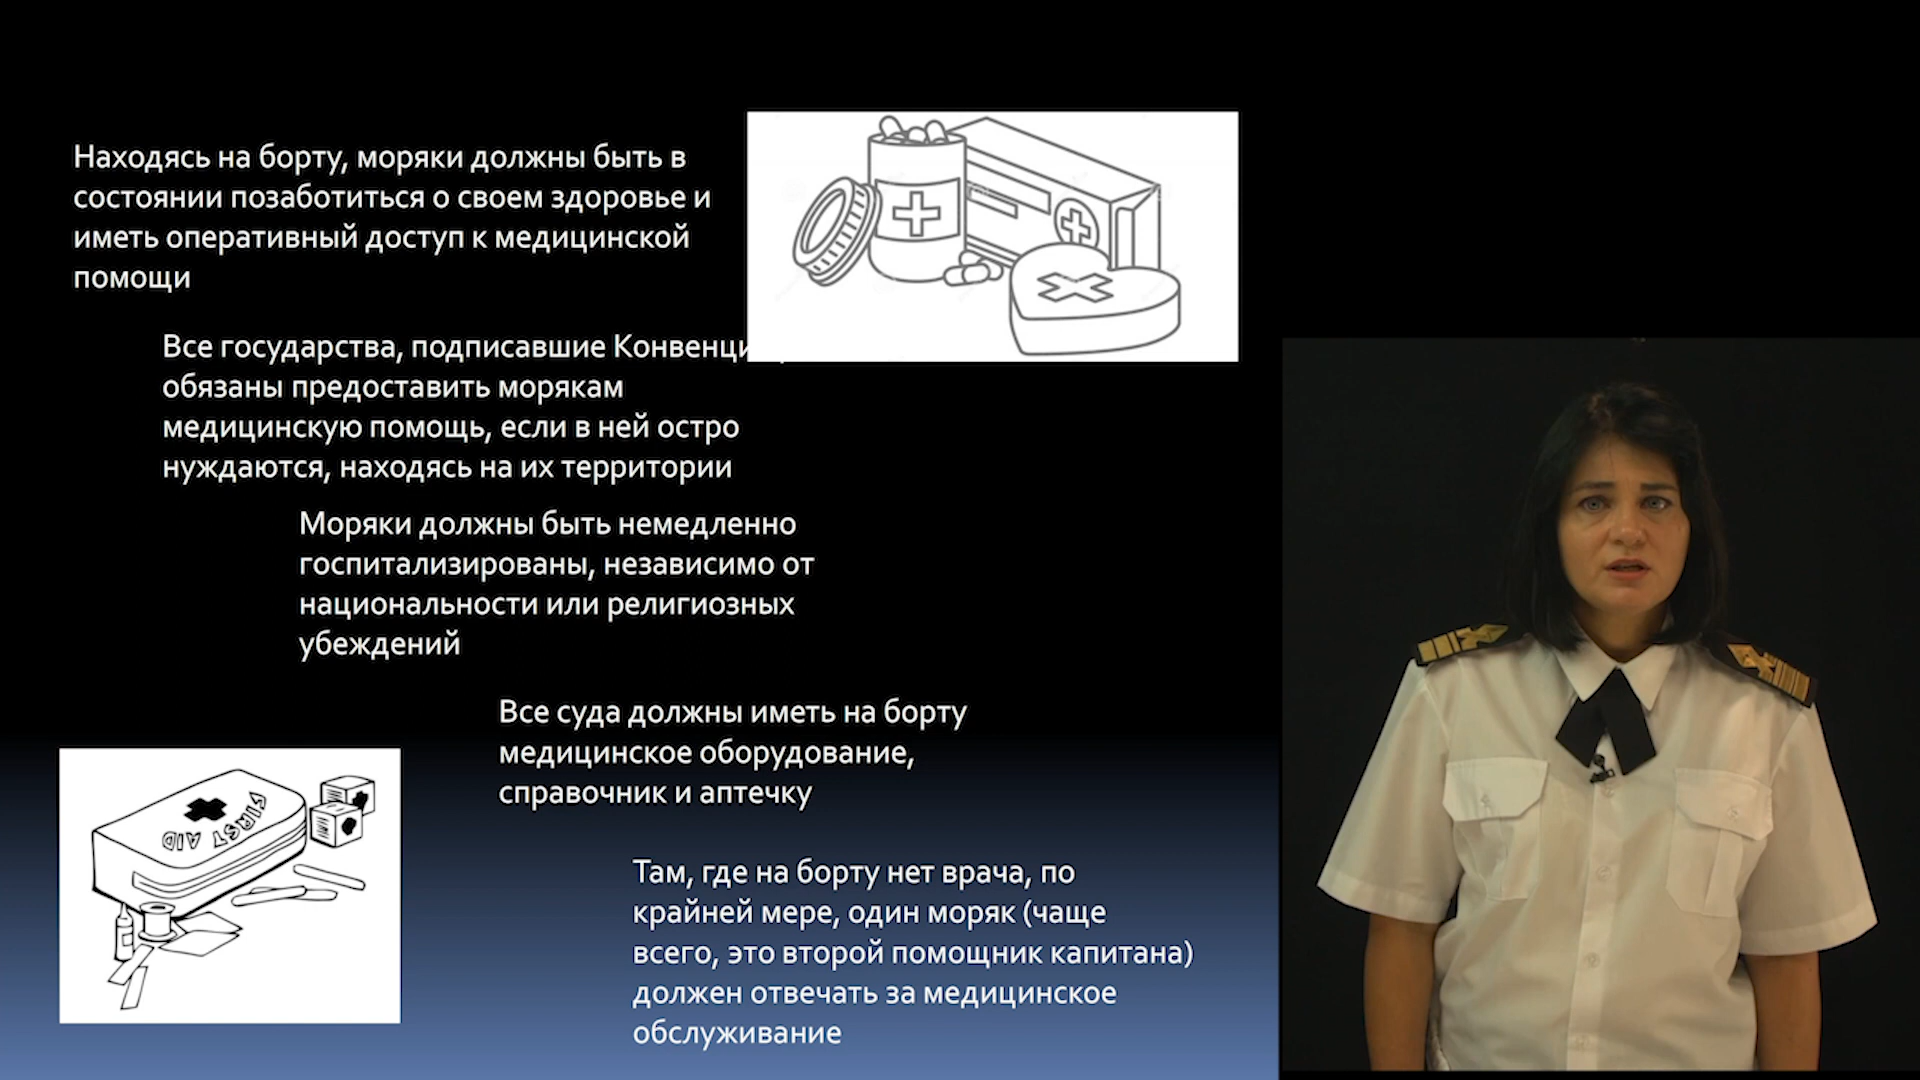 Находясь на борту, моряки должны быть в
состоянии позаботиться о своем здоровье и
иметь оперативный доступ к медицинской
помощи
Все государства, подписавшие
обязаны предоставить морякам
медицинскую помощь, если в ней остро
нуждаются, находясь на их территории
Моряки должны быть немедленно
госпитализированы, независимо от
национальности или религиозных
убеждений
Все суда должны иметь на борту
медицинское оборудование,
справочник и аптечку
FIRST AID
Там, где на борту нет врача, по
крайней мере, один моряк (чаще
всего, это второй помощник капитана)
должен отвечать за медицинское
обслуживание